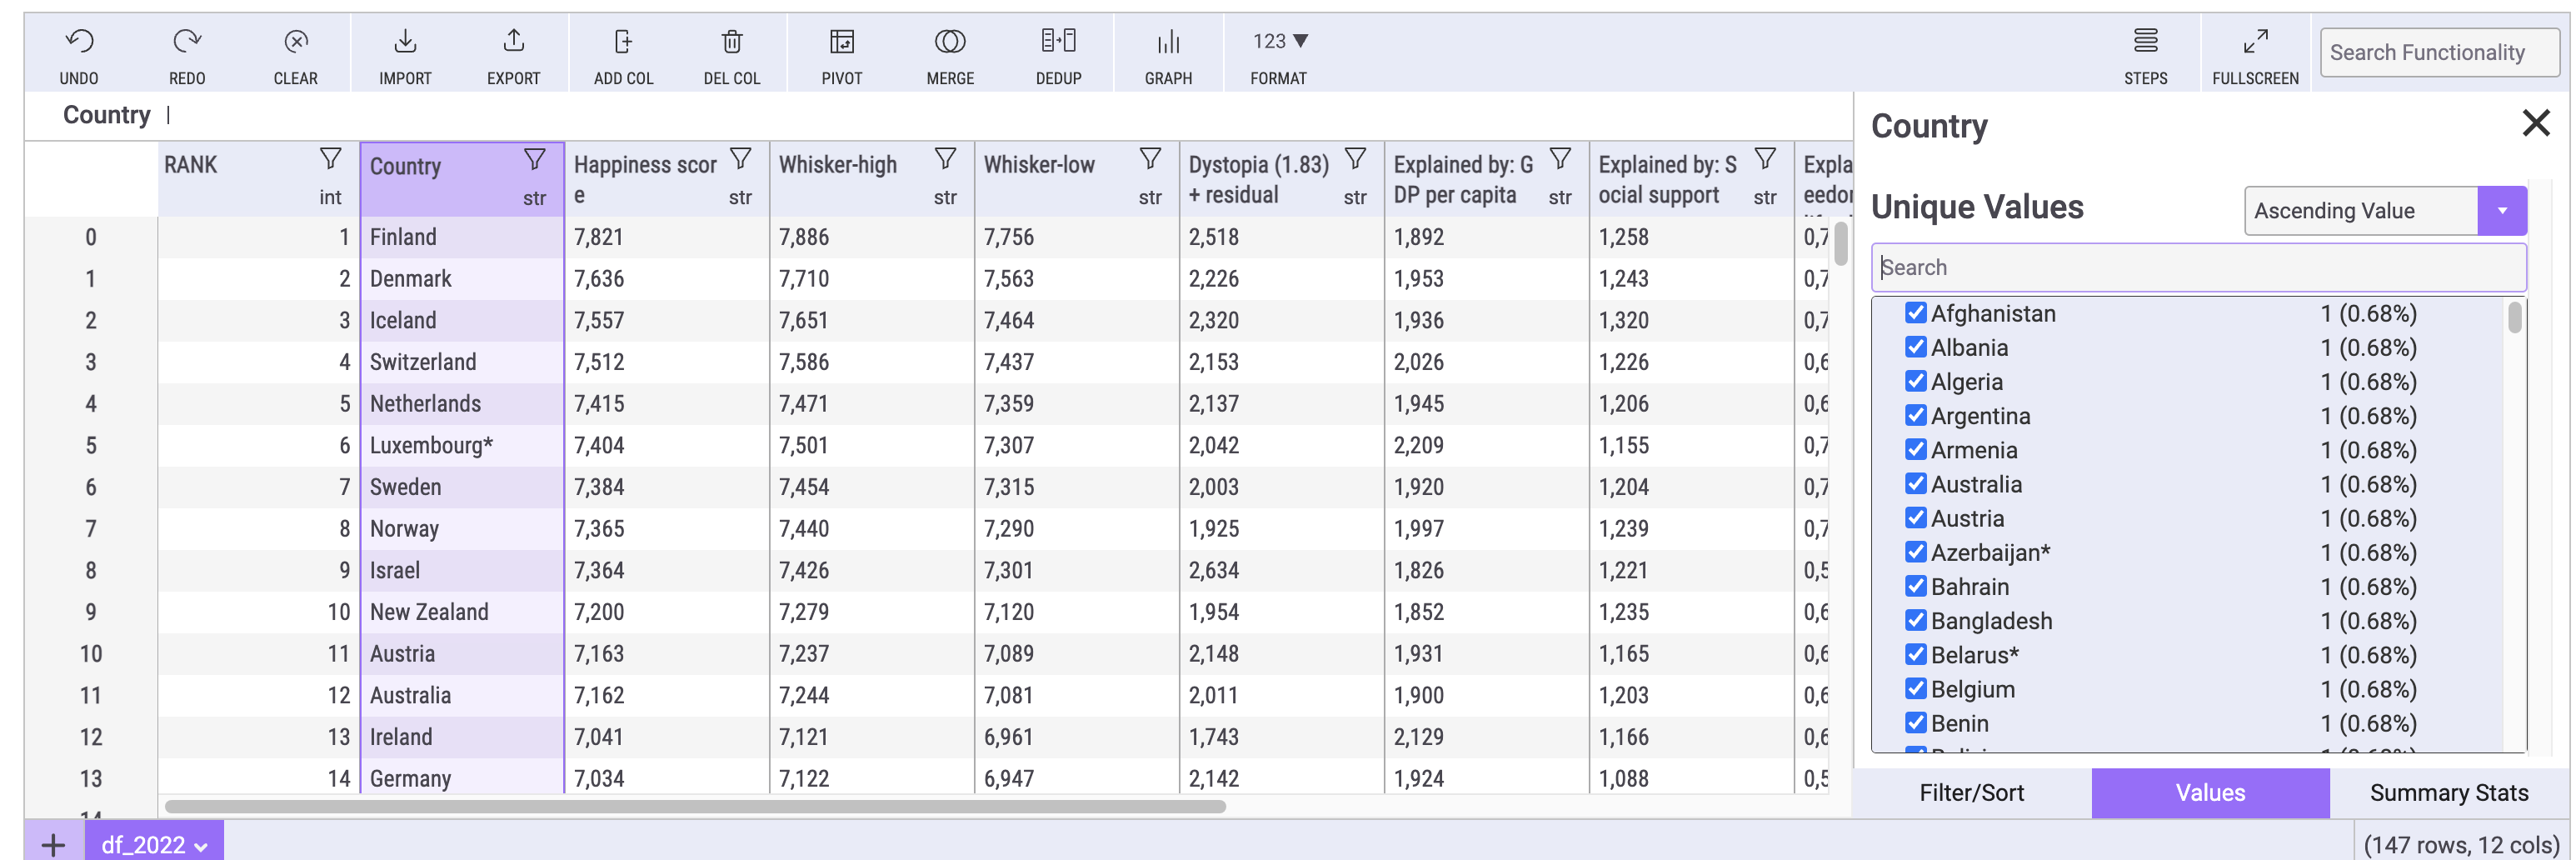 UNDO REDO CLEAR IMPORT EXPORT ADD COL DEL COL PIVOT MERGE DEDUP GRAPH 123 ▼ FORMAT STEPS FULLSCREEN Search Functionality
Country
RANK int Country str Happiness score str Whisker-high str Whisker-low str Dystopia (1.83) + residual str Explained by: GDP per capita str Explained by: Social support str
0 1 Finland 7,821 7,886 7,756 2,518 1,892 1,258 0,7
1 2 Denmark 7,636 7,710 7,563 2,226 1,953 1,243 0,7
2 3 Iceland 7,557 7,651 7,464 2,320 1,936 1,320 0,7
3 4 Switzerland 7,512 7,586 7,437 2,153 2,026 1,226 0,6
4 5 Netherlands 7,415 7,471 7,359 2,137 1,945 1,206 0,6
5 6 Luxembourg* 7,404 7,501 7,307 2,042 2,209 1,155 0,7
6 7 Sweden 7,384 7,454 7,315 2,003 1,920 1,204 0,7
7 8 Norway 7,365 7,440 7,290 1,925 1,997 1,239 0,7
8 9 Israel 7,364 7,426 7,301 2,634 1,826 1,221 0,5
9 10 New Zealand 7,200 7,279 7,120 1,954 1,852 1,235 0,6
10 11 Austria 7,163 7,237 7,089 2,148 1,931 1,165 0,6
11 12 Australia 7,162 7,244 7,081 2,011 1,900 1,203 0,6
12 13 Ireland 7,041 7,121 6,961 1,743 2,129 1,166 0,6
13 14 Germany 7,034 7,122 6,947 2,142 1,924 1,088 0,5
Country
Unique Values Ascending Value
Search
Afghanistan 1 (0.68%)
Albania 1 (0.68%)
Algeria 1 (0.68%)
Argentina 1 (0.68%)
Armenia 1 (0.68%)
Australia 1 (0.68%)
Austria 1 (0.68%)
Azerbaijan* 1 (0.68%)
Bahrain 1 (0.68%)
Bangladesh 1 (0.68%)
Belarus* 1 (0.68%)
Belgium 1 (0.68%)
Benin 1 (0.68%)
Filter/Sort Values Summary Stats
+ df_2022 (147 rows, 12 cols)